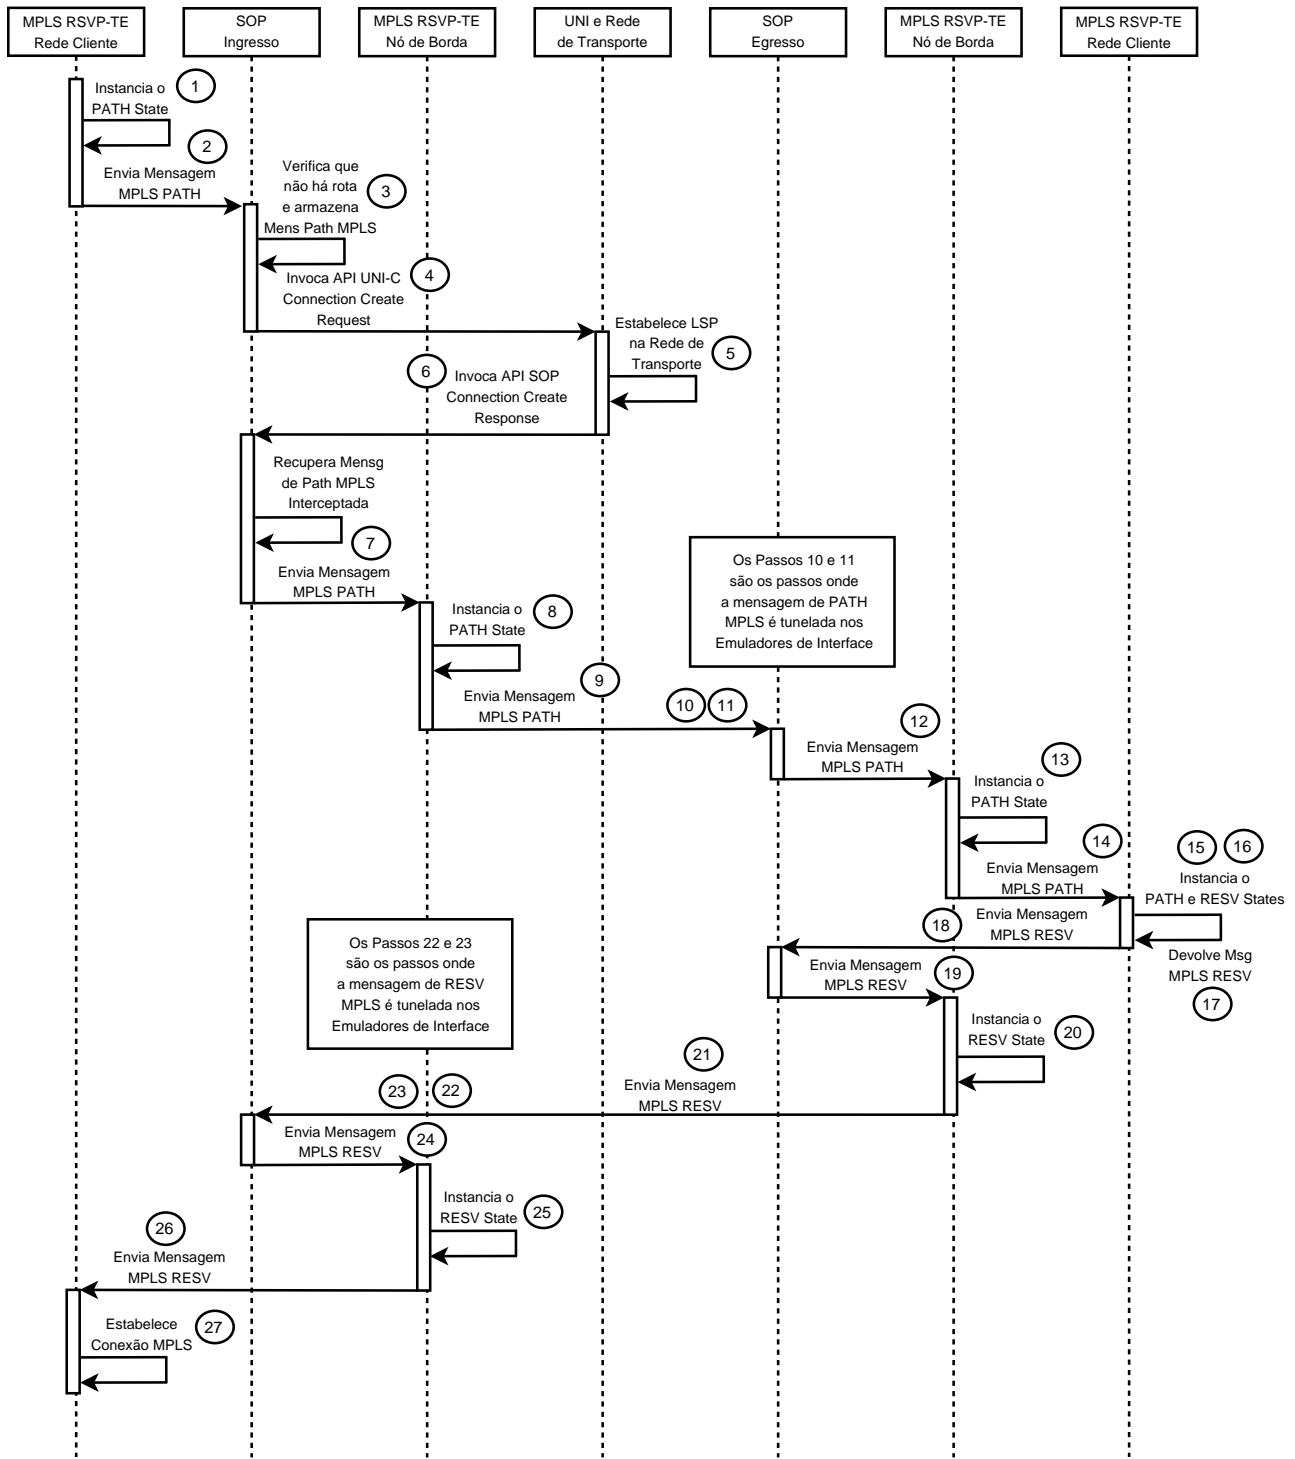 MPLS RSVP-TE
Rede Cliente
SOP
Ingresso
MPLS RSVP-TE
Nó de Borda
UNI e Rede
de Transporte
SOP
Egresso
MPLS RSVP-TE
Nó de Borda
MPLS RSVP-TE
Rede Cliente
Instancia o
PATH State
1
2
Envia Mensagem
MPLS PATH
Verifica que
não há rota
e armazena
Mens Path MPLS
3
Invoca API UNI-C
Connection Create
Request
4
Estabelece LSP
na Rede de
Transporte
5
6
Invoca API SOP
Connection Create
Response
Recupera Mensg
de Path MPLS
Interceptada
7
Envia Mensagem
MPLS PATH
Instancia o
PATH State
8
Os Passos 10 e 11
são os passos onde
a mensagem de PATH
MPLS é tunelada nos
Emuladores de Interface
9
Envia Mensagem
MPLS PATH
10
11
12
Envia Mensagem
MPLS PATH
13
Instancia o
PATH State
14
Envia Mensagem
MPLS PATH
15
16
Instancia o
PATH e RESV States
Devolve Msg
MPLS RESV
17
18
Envia Mensagem
MPLS RESV
Envia Mensagem
MPLS RESV
19
Instancia o
RESV State
20
Os Passos 22 e 23
são os passos onde
a mensagem de RESV
MPLS é tunelada nos
Emuladores de Interface
21
Envia Mensagem
MPLS RESV
23
22
Envia Mensagem
MPLS RESV
24
Instancia o
RESV State
25
26
Envia Mensagem
MPLS RESV
Estabelece
Conexão MPLS
27